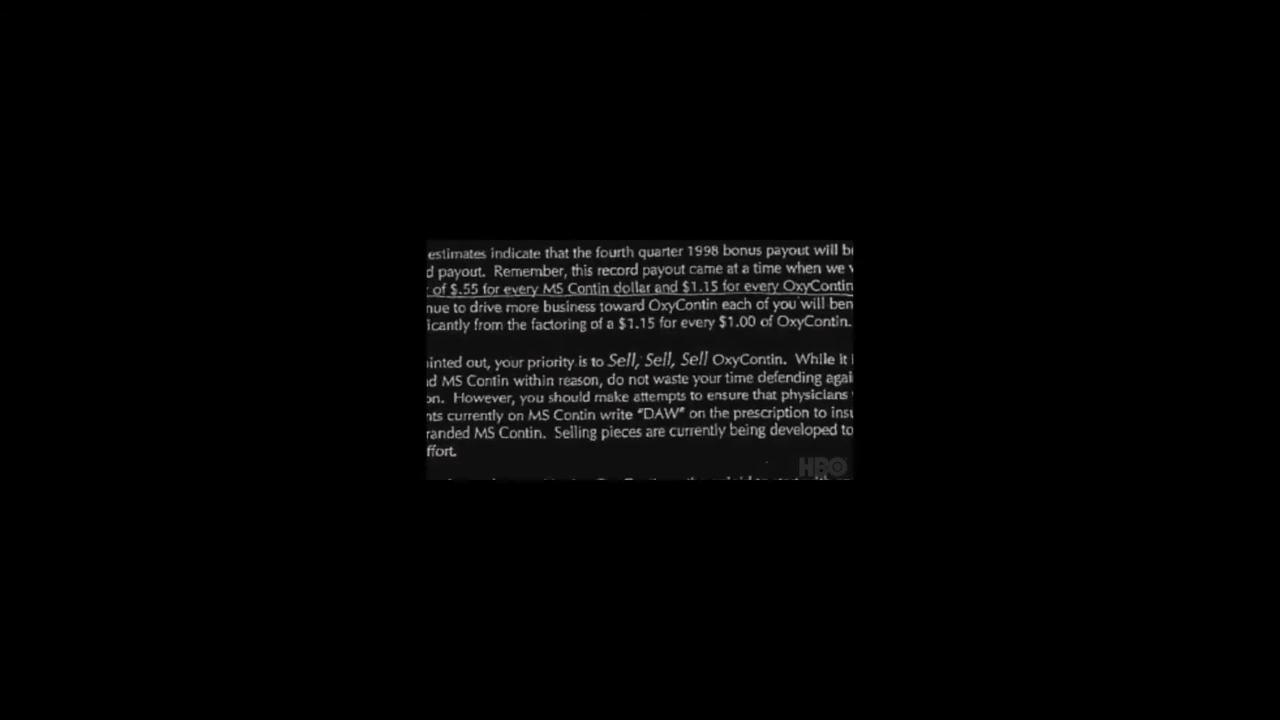 estimates indicate that the fourth quarter 1998 bonus payout will
d payout. Remember, this record payout came at a time when we
of $.55 for every MS Contin dollar and $1.15 for every OxyContin
nue to drive more business toward OxyContin each of you will ben
icantly from the factoring of a $1.15 for every $1.00 of OxyContin.
inted out, your priority is to Sell, Sell, Sell OxyContin. While it
d MS Contin within reason, do not waste your time defending agai
on. However, you should make attempts to ensure that physicians
nts currently on MS Contin write "DAW" on the prescription to insu
randed MS Contin. Selling pieces are currently being developed to
ffort.
HBO